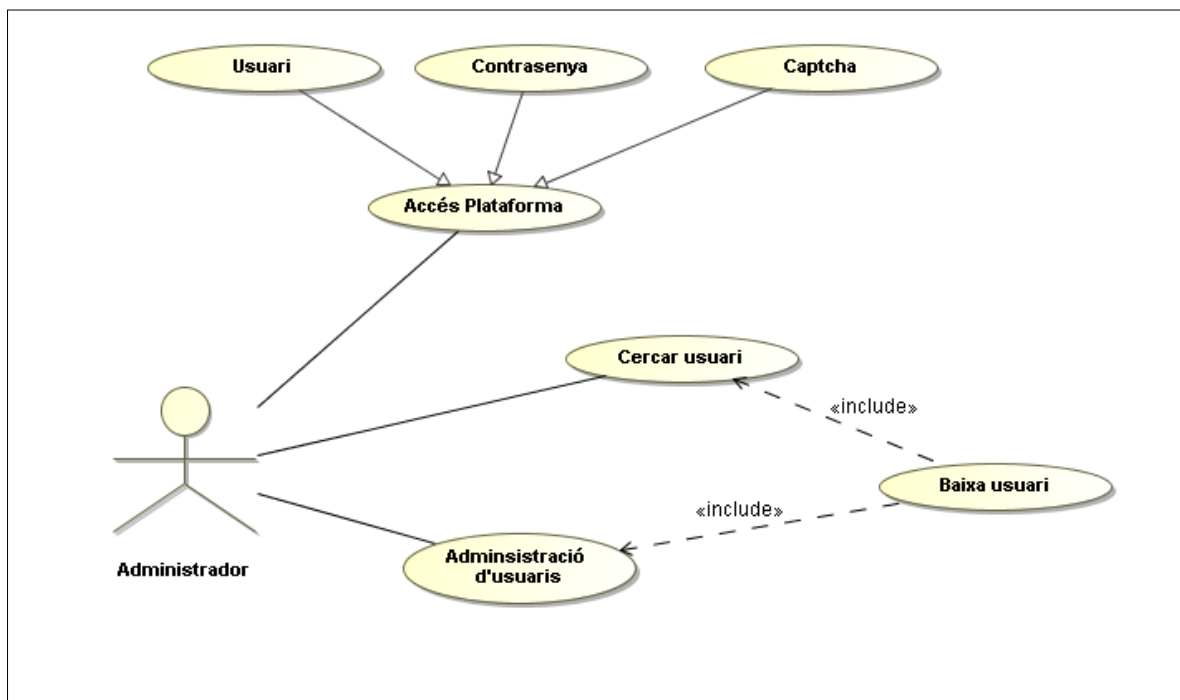 Usuari
Contrasenya
Captcha
Accés Plataforma
Cercar usuari
«include»
Baixa usuari
«include»
Adminsistració
d'usuaris
Administrador